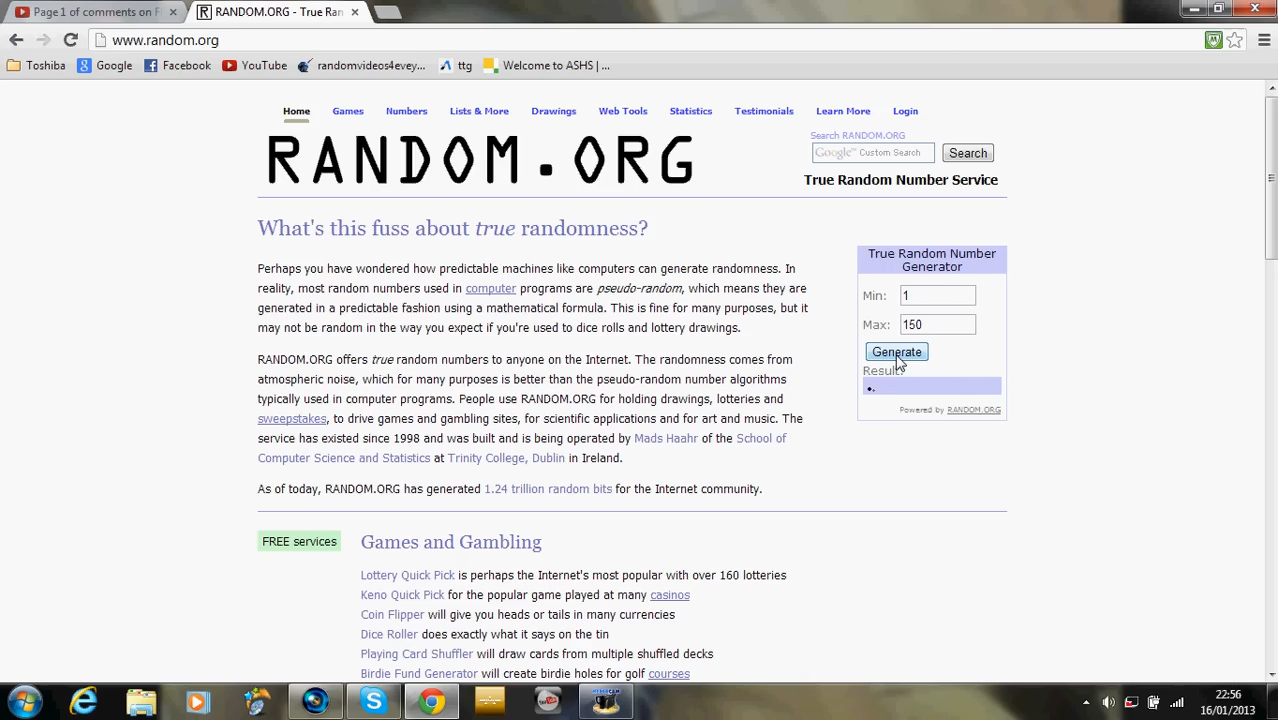 Page 1 of comments on F
RANDOM.ORG - True Ran
www.random.org
Toshiba Google Facebook YouTube randomvideos4evey... ttg Welcome to ASHS | ...
Home Games Numbers Lists & More Drawings Web Tools Statistics Testimonials Learn More Login
RANDOM.ORG
Search RANDOM.ORG
Google™ Custom Search Search
True Random Number Service
What's this fuss about true randomness?
Perhaps you have wondered how predictable machines like computers can generate randomness. In
reality, most random numbers used in computer programs are pseudo-random, which means they are
generated in a predictable fashion using a mathematical formula. This is fine for many purposes, but it
may not be random in the way you expect if you're used to dice rolls and lottery drawings.
RANDOM.ORG offers true random numbers to anyone on the Internet. The randomness comes from
atmospheric noise, which for many purposes is better than the pseudo-random number algorithms
typically used in computer programs. People use RANDOM.ORG for holding drawings, lotteries and
sweepstakes, to drive games and gambling sites, for scientific applications and for art and music. The
service has existed since 1998 and was built and is being operated by Mads Haahr of the School of
Computer Science and Statistics at Trinity College, Dublin in Ireland.
As of today, RANDOM.ORG has generated 1.24 trillion random bits for the Internet community.
True Random Number
Generator
Min: 1
Max: 150
Generate
Result:
Powered by RANDOM.ORG
FREE services
Games and Gambling
Lottery Quick Pick is perhaps the Internet's most popular with over 160 lotteries
Keno Quick Pick for the popular game played at many casinos
Coin Flipper will give you heads or tails in many currencies
Dice Roller does exactly what it says on the tin
Playing Card Shuffler will draw cards from multiple shuffled decks
Birdie Fund Generator will create birdie holes for golf courses
22:56
16/01/2013